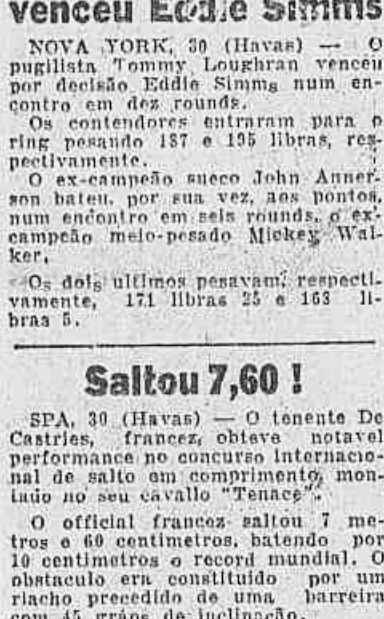 venceu Eddie Simms
NOVA YORK, 30 (Havas) — O
pugilista Tommy Loughran venceu
por decisão Eddie Simms num en-
contro em dez rounds.
Os contendores entraram para o
ring pesando 187 e 195 libras, res-
pectivamente.
O ex-campeão sueco John Anner-
son bateu, por sua vez, aos pontos,
num encontro em seis rounds, o ex-
campeão meio-pesado Mickey Wal-
ker.
Os dois ultimos pesavam, respecti-
vamente, 171 libras 25 e 163 li-
bras 5.
Saltou 7,60 !
SPA, 30 (Havas) — O tenente De
Castries, francez, obteve notavel
performance no concurso internacio-
nal de salto em comprimento, mon-
tado no seu cavallo "Tenace".
O official francez saltou 7 me-
tros e 60 centimetros, batendo por
10 centimetros o record mundial. O
obstaculo era constituido por um
riacho precedido de uma barreira
com 45 gráos de inclinação.